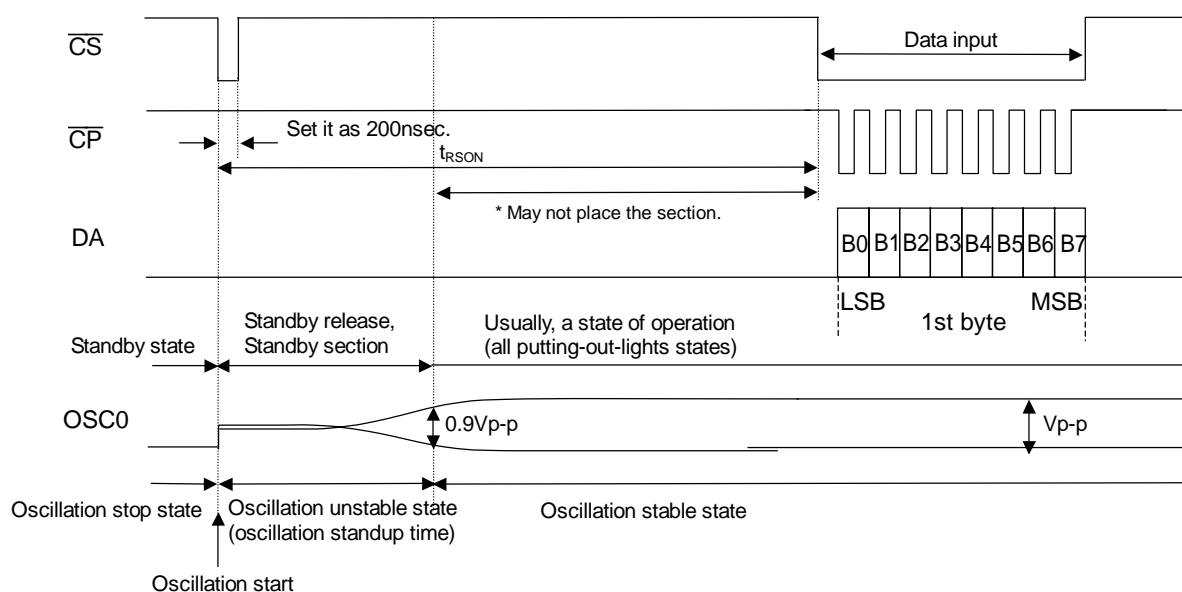 CS
Data input
CP
Set it as 200nsec.
tRSON
* May not place the section.
DA
B0 B1 B2 B3 B4 B5 B6 B7
LSB
MSB
1st byte
Standby state
Standby release,
Standby section
Usually, a state of operation
(all putting-out-lights states)
OSC0
0.9Vp-p
Vp-p
Oscillation stop state
Oscillation unstable state
(oscillation standup time)
Oscillation stable state
Oscillation start